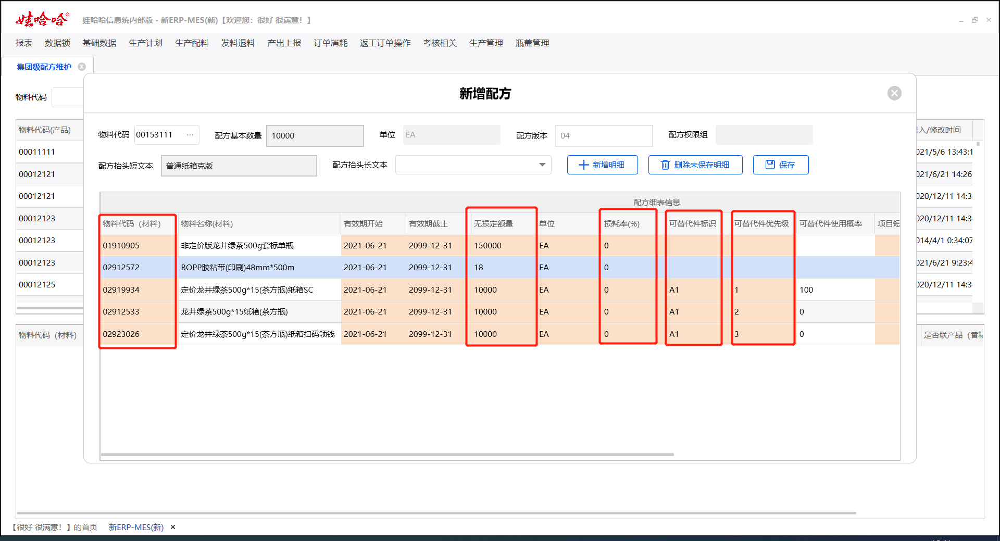 娃哈哈®
娃哈哈信息统内部版 - 新ERP-MES(新)【欢迎您：很好 很满意！】
报表 数据锁 基础数据 生产计划 生产配料 发料退料 产出上报 订单消耗 返工订单操作 考核相关 生产管理 瓶盖管理
集团级配方维护
物料代码
新增配方
物料代码 00153111 ... 配方基本数量 10000 单位 EA 配方版本 04 配方权限组
配方抬头短文本 普通纸箱克版 配方抬头长文本 新增明细 删除未保存明细 保存
物料代码(产品)
入/修改时间
00011111
021/5/6 13:43:1
00012121
021/6/21 14:26
00012121
020/12/11 14:3
00012123
020/12/11 14:3
00012123
014/4/1 0:34:07
00012123
021/6/21 9:23:4
00012125
020/12/11 14:3
配方细表信息
物料代码（材料） 物料名称(材料) 有效期开始 有效期截止 无损定额量 单位 损耗率(%) 可替代件标识 可替代件优先级 可替代件使用概率 项目短
01910905 非定价版龙井绿茶500g套标单瓶 2021-06-21 2099-12-31 150000 EA 0
02912572 BOPP胶粘带(印刷)48mm*500m 2021-06-21 2099-12-31 18 EA 0
02919934 定价龙井绿茶500g*15(茶方瓶)纸箱SC 2021-06-21 2099-12-31 10000 EA 0 A1 1 100
02912533 龙井绿茶500g*15纸箱(茶方瓶) 2021-06-21 2099-12-31 10000 EA 0 A1 2 0
02923026 定价龙井绿茶500g*15(茶方瓶)纸箱扫码领钱 2021-06-21 2099-12-31 10000 EA 0 A1 3 0
物料代码（材料）
是否联产品（香精
【很好 很满意！】的首页 新ERP-MES(新) ×